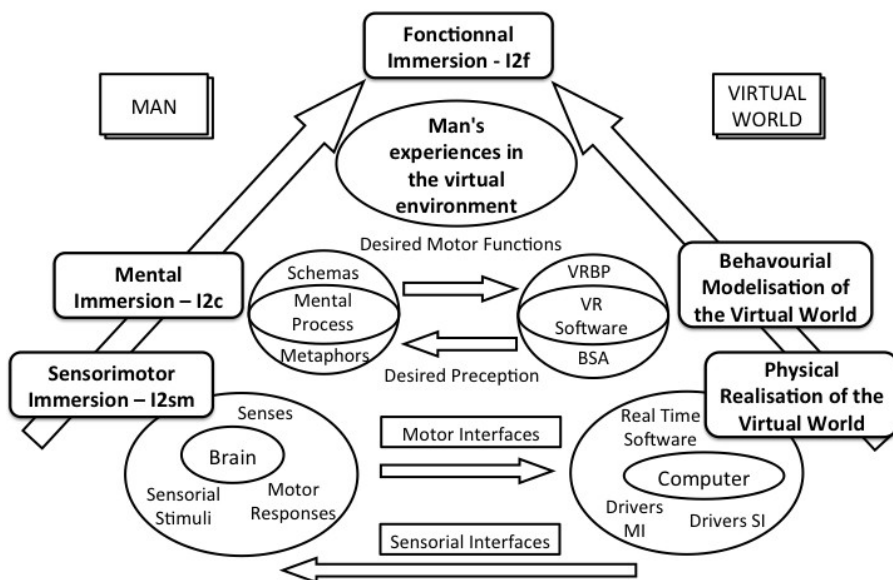 Fonctionnal
Immersion - I2f
MAN
VIRTUAL
WORLD
Man's
experiences in
the virtual
environment
Desired Motor Functions
Mental
Immersion – I2c
Schemas
Mental
Process
Metaphors
VRBP
VR
Software
BSA
Behavourial
Modelisation of
the Virtual World
Desired Preception
Sensorimotor
Immersion – I2sm
Physical
Realisation of the
Virtual World
Senses
Brain
Sensorial
Stimuli
Motor
Responses
Motor Interfaces
Real Time
Software
Computer
Drivers
MI
Drivers SI
Sensorial Interfaces